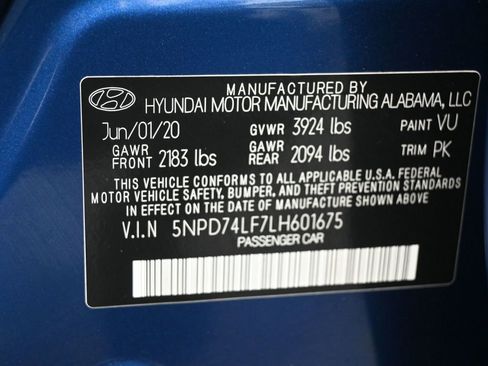 MANUFACTURED BY
HYUNDAI MOTOR MANUFACTURING ALABAMA, LLC
Jun/01/20 GVWR 3924 lbs PAINT VU
GAWR FRONT 2183 lbs GAWR REAR 2094 lbs TRIM PK
THIS VEHICLE CONFORMS TO ALL APPLICABLE U.S.A. FEDERAL
MOTOR VEHICLE SAFETY, BUMPER, AND THEFT PREVENTION STANDARDS
IN EFFECT ON THE DATE OF MANUFACTURE SHOWN ABOVE
V.I.N 5NPD74LF7LH601675
PASSENGER CAR